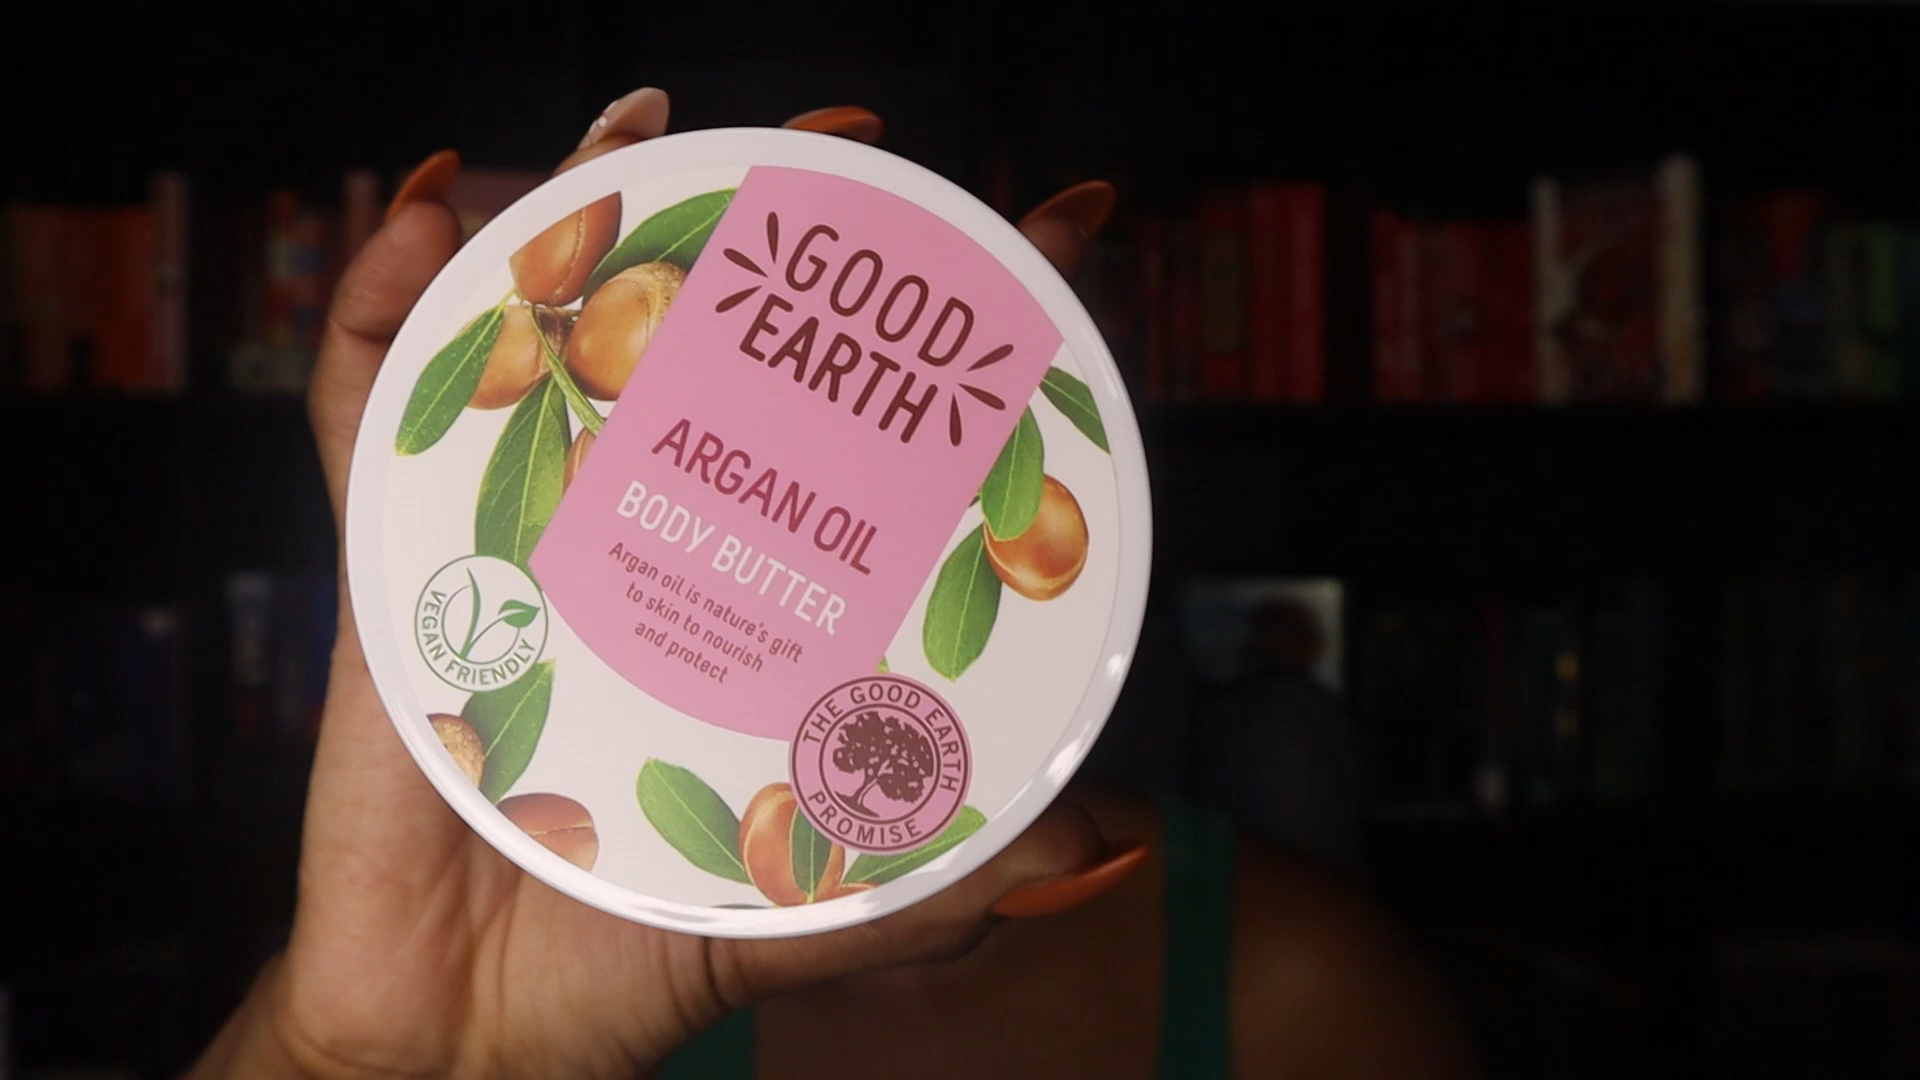 GOOD
EARTH
ARGAN OIL
BODY BUTTER
Argan oil is nature's gift
to skin to nourish
and protect
VEGAN FRIENDLY
THE GOOD EARTH
PROMISE